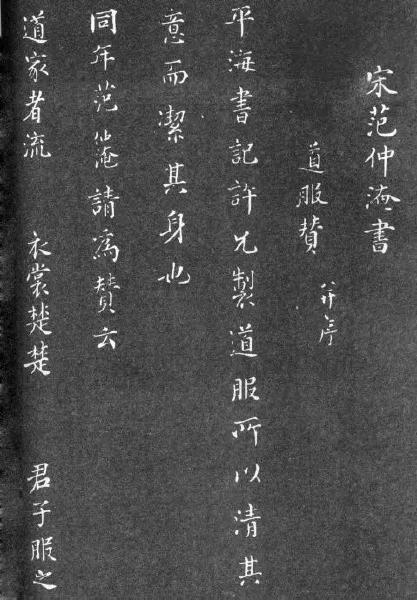 宋范仲淹書
道服赞 并序
平海書記許兄製道服所以清其
意而潔其身也
同年范仲淹請爲赞云
道家者流 衣裳楚楚 君子服之